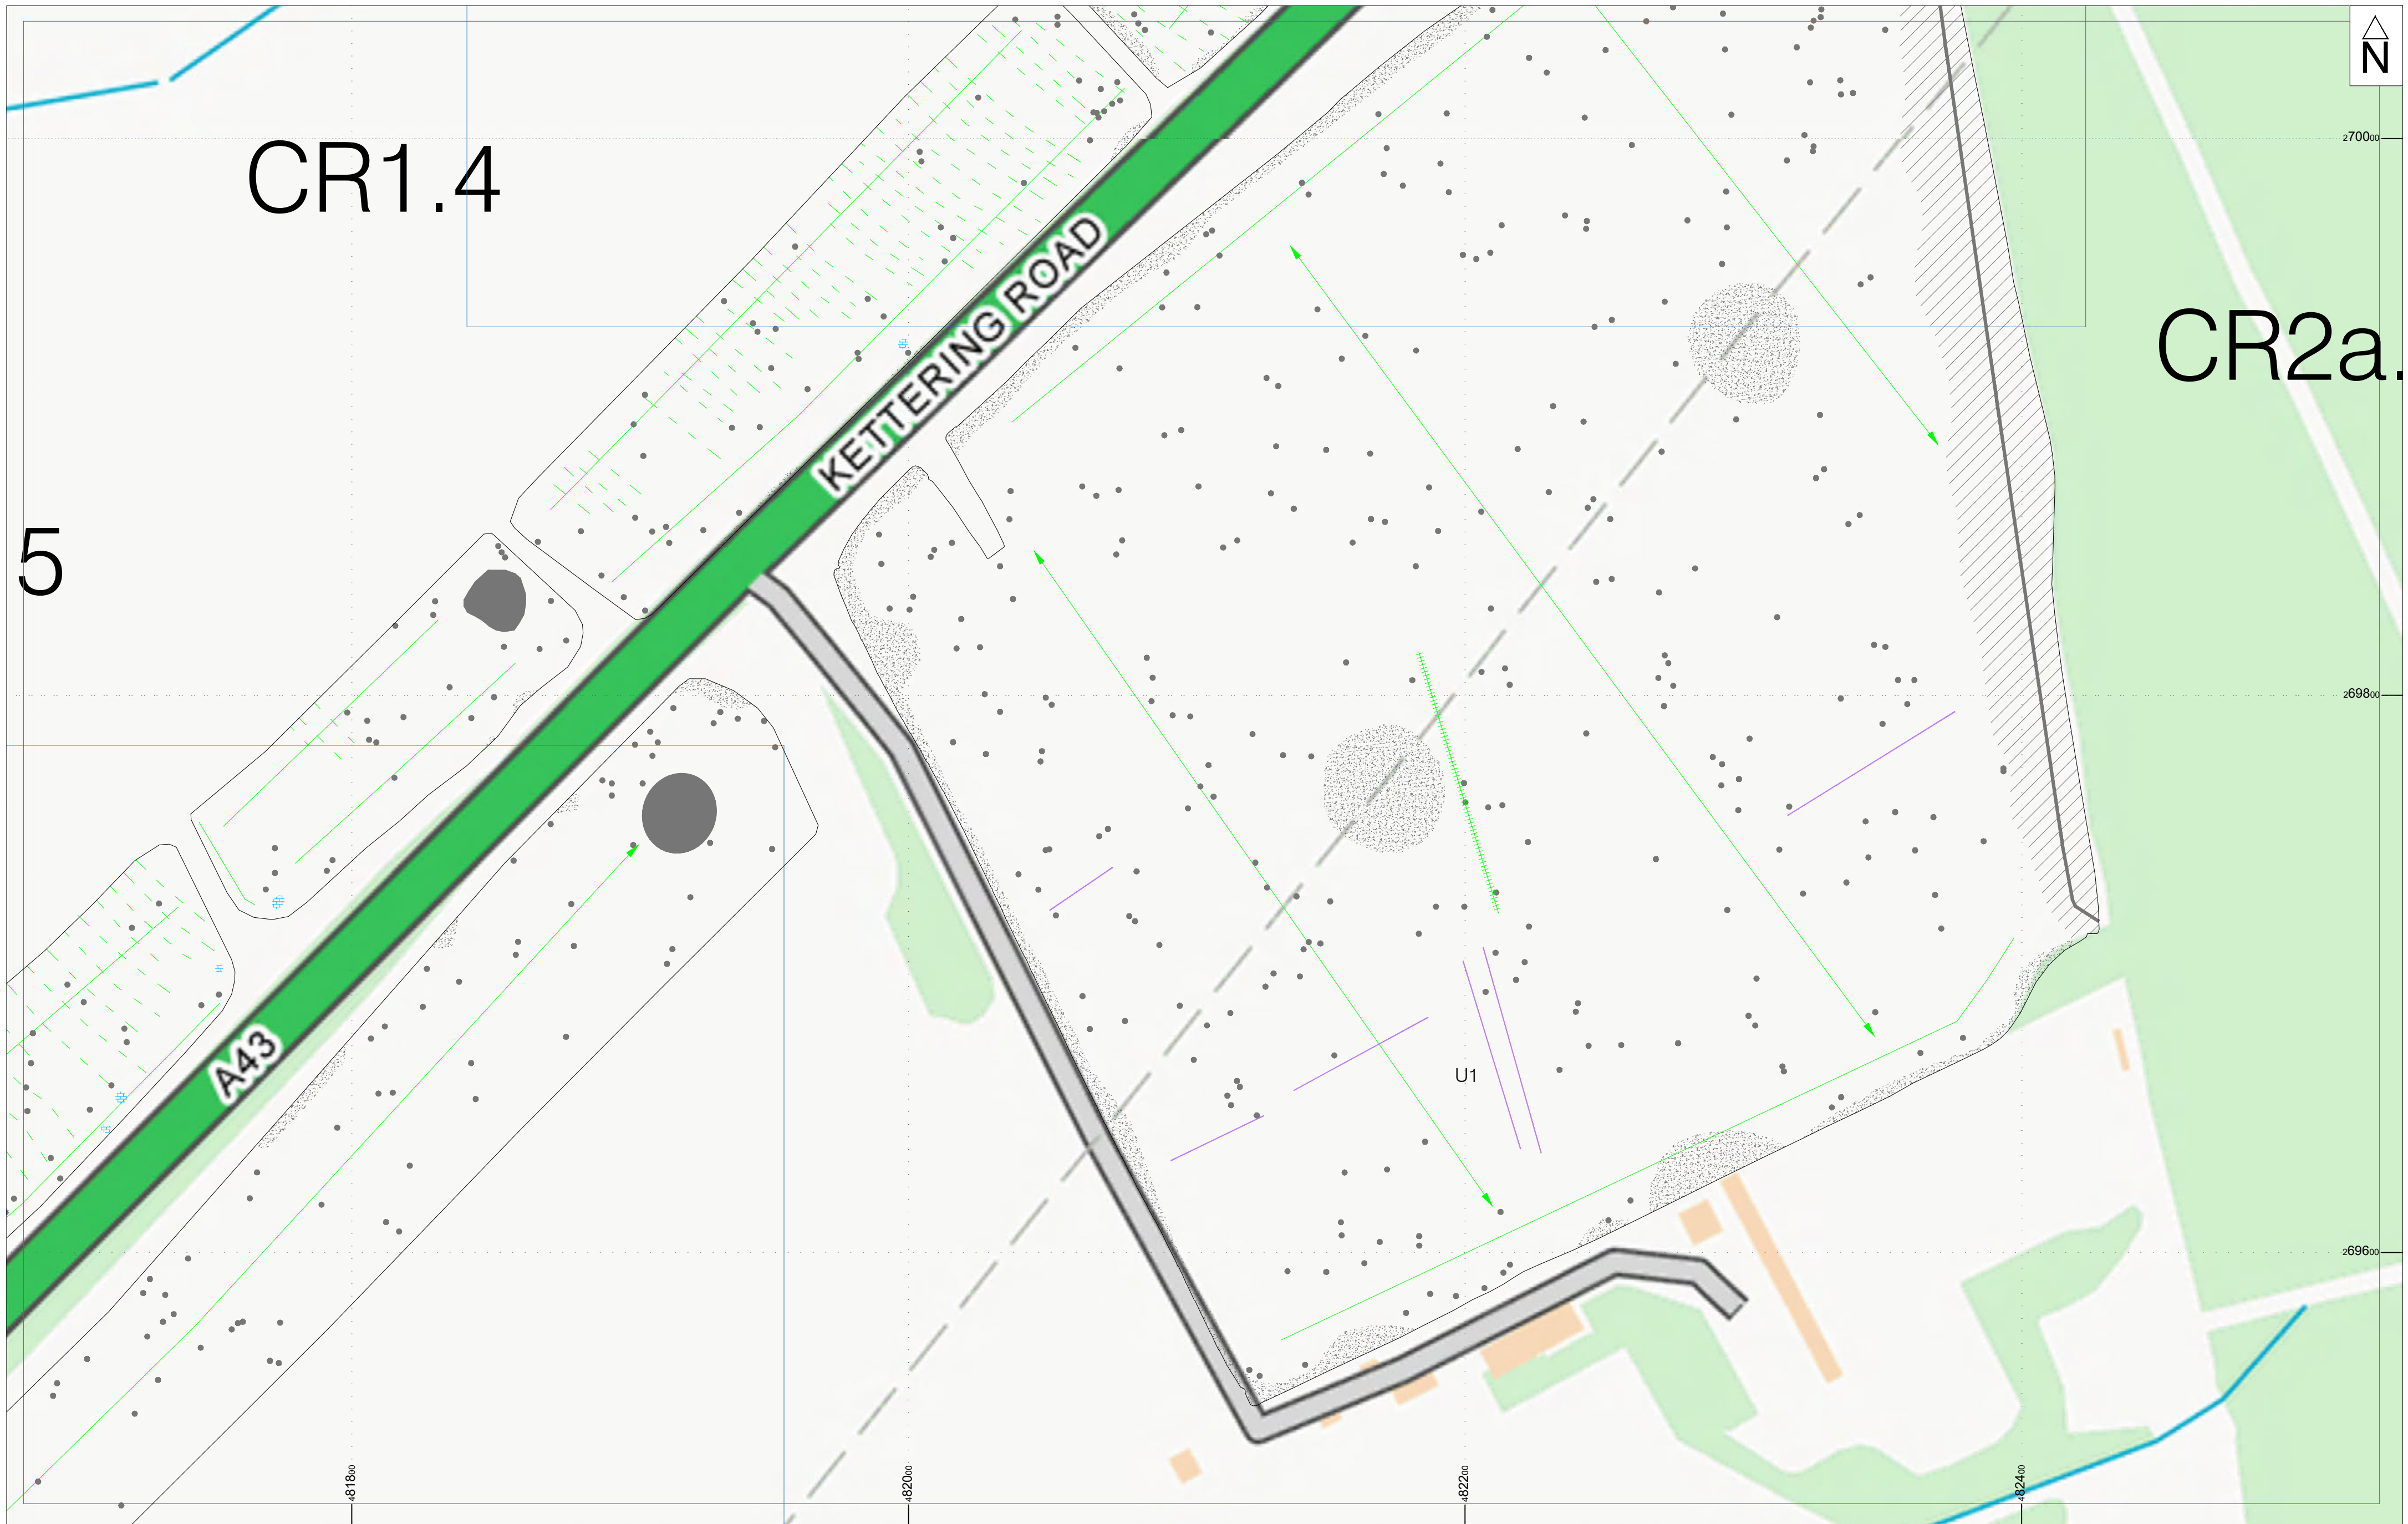 N
270000
CR1.4
KETTERING ROAD
CR2a.
5
269800
A43
U1
269600
481800
482000
482200
482400